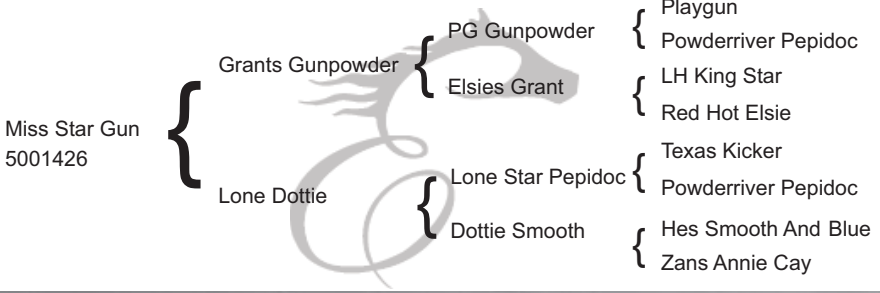 Miss Star Gun
5001426
Grants Gunpowder
Lone Dottie
PG Gunpowder
Elsies Grant
Lone Star Pepidoc
Dottie Smooth
Playgun
Powderriver Pepidoc
LH King Star
Red Hot Elsie
Texas Kicker
Powderriver Pepidoc
Hes Smooth And Blue
Zans Annie Cay